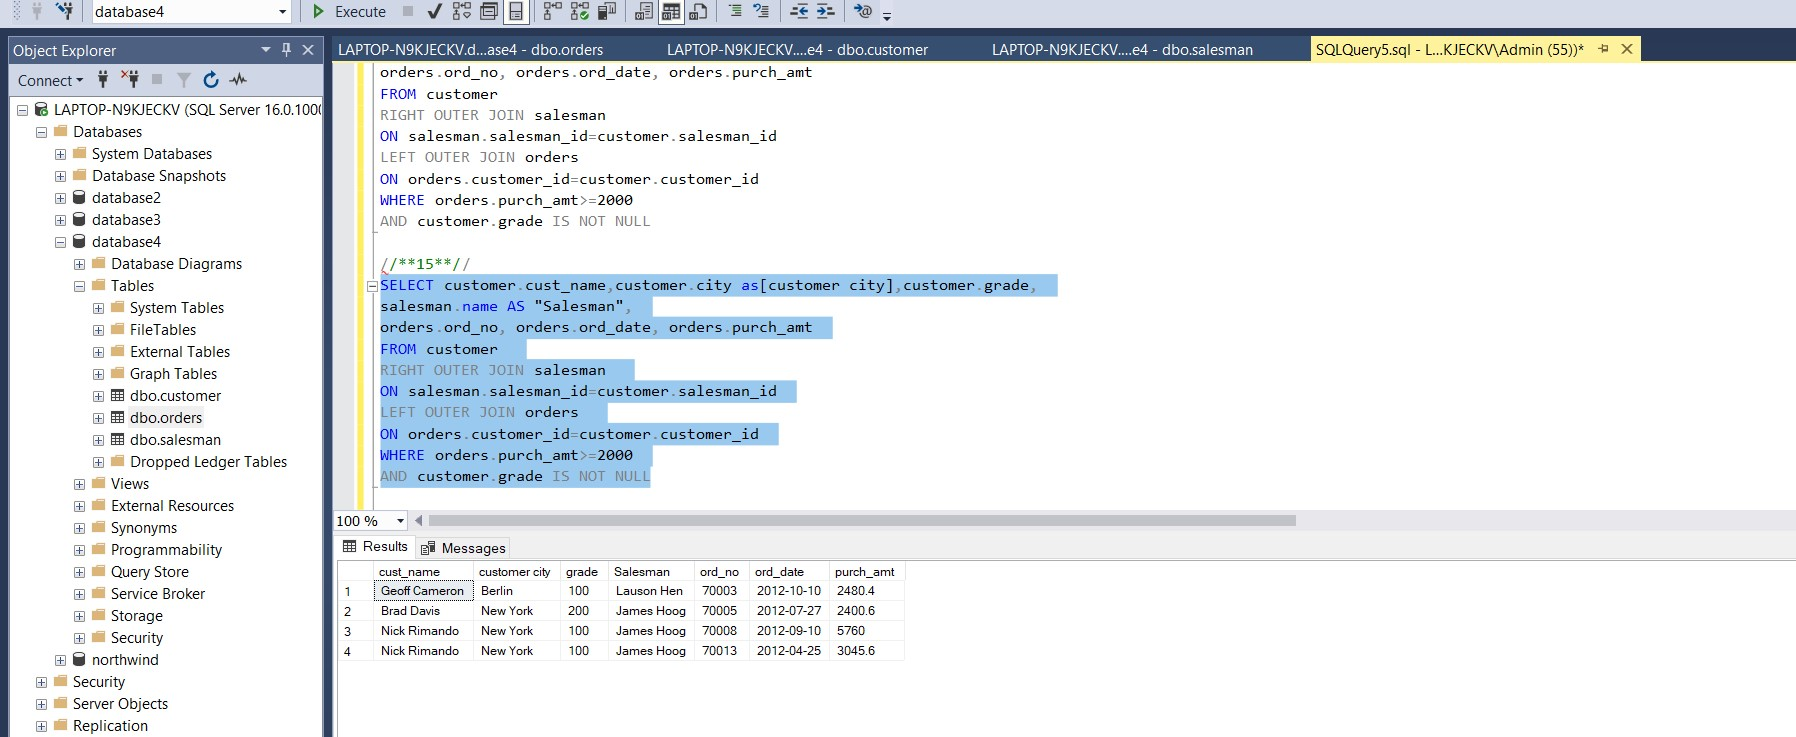 database4 Execute
Object Explorer
Connect
LAPTOP-N9KJECKV (SQL Server 16.0.100(
Databases
System Databases
Database Snapshots
database2
database3
database4
Database Diagrams
Tables
System Tables
FileTables
External Tables
Graph Tables
dbo.customer
dbo.orders
dbo.salesman
Dropped Ledger Tables
Views
External Resources
Synonyms
Programmability
Query Store
Service Broker
Storage
Security
northwind
Security
Server Objects
Replication
LAPTOP-N9KJECKV.d...ase4 - dbo.orders LAPTOP-N9KJECKV....e4 - dbo.customer LAPTOP-N9KJECKV....e4 - dbo.salesman SQLQuery5.sql - L...KJECKV\Admin (55))*
orders.ord_no, orders.ord_date, orders.purch_amt
FROM customer
RIGHT OUTER JOIN salesman
ON salesman.salesman_id=customer.salesman_id
LEFT OUTER JOIN orders
ON orders.customer_id=customer.customer_id
WHERE orders.purch_amt>=2000
AND customer.grade IS NOT NULL
//**15**//
SELECT customer.cust_name,customer.city as[customer city],customer.grade,
salesman.name AS "Salesman",
orders.ord_no, orders.ord_date, orders.purch_amt
FROM customer
RIGHT OUTER JOIN salesman
ON salesman.salesman_id=customer.salesman_id
LEFT OUTER JOIN orders
ON orders.customer_id=customer.customer_id
WHERE orders.purch_amt>=2000
AND customer.grade IS NOT NULL
100 %
Results Messages
cust_name customer city grade Salesman ord_no ord_date purch_amt
1 Geoff Cameron Berlin 100 Lauson Hen 70003 2012-10-10 2480.4
2 Brad Davis New York 200 James Hoog 70005 2012-07-27 2400.6
3 Nick Rimando New York 100 James Hoog 70008 2012-09-10 5760
4 Nick Rimando New York 100 James Hoog 70013 2012-04-25 3045.6